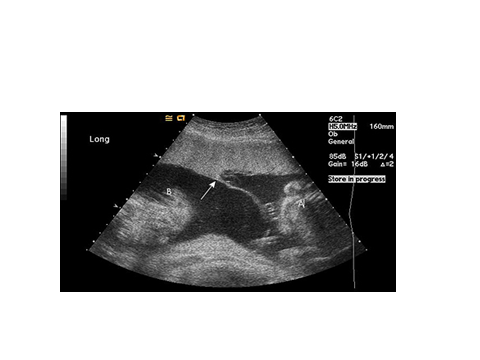 6C2
H5.0MHz 160mm
Ob
General
85dB S1/+1/2/4
Gain= 16dB Δ=2
Store in progress
Long
B
A